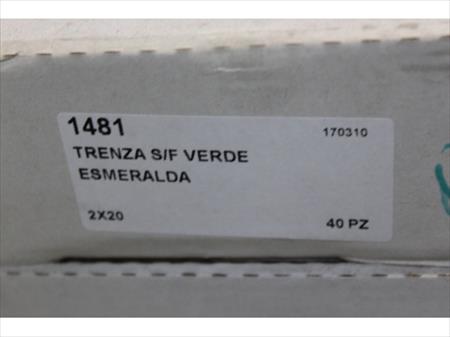 1481 170310
TRENZA S/F VERDE
ESMERALDA
2X20 40 PZ